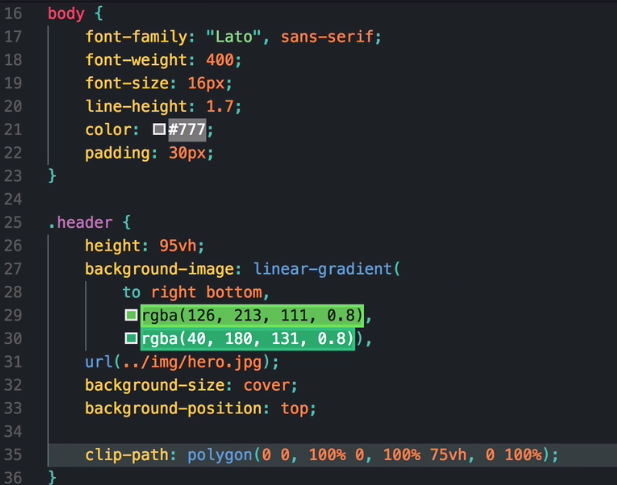 16 body {
17     font-family: "Lato", sans-serif;
18     font-weight: 400;
19     font-size: 16px;
20     line-height: 1.7;
21     color: #777;
22     padding: 30px;
23 }
24
25 .header {
26     height: 95vh;
27     background-image: linear-gradient(
28         to right bottom,
29         rgba(126, 213, 111, 0.8),
30         rgba(40, 180, 131, 0.8)),
31     url(../img/hero.jpg);
32     background-size: cover;
33     background-position: top;
34
35     clip-path: polygon(0 0, 100% 0, 100% 75vh, 0 100%);
36 }